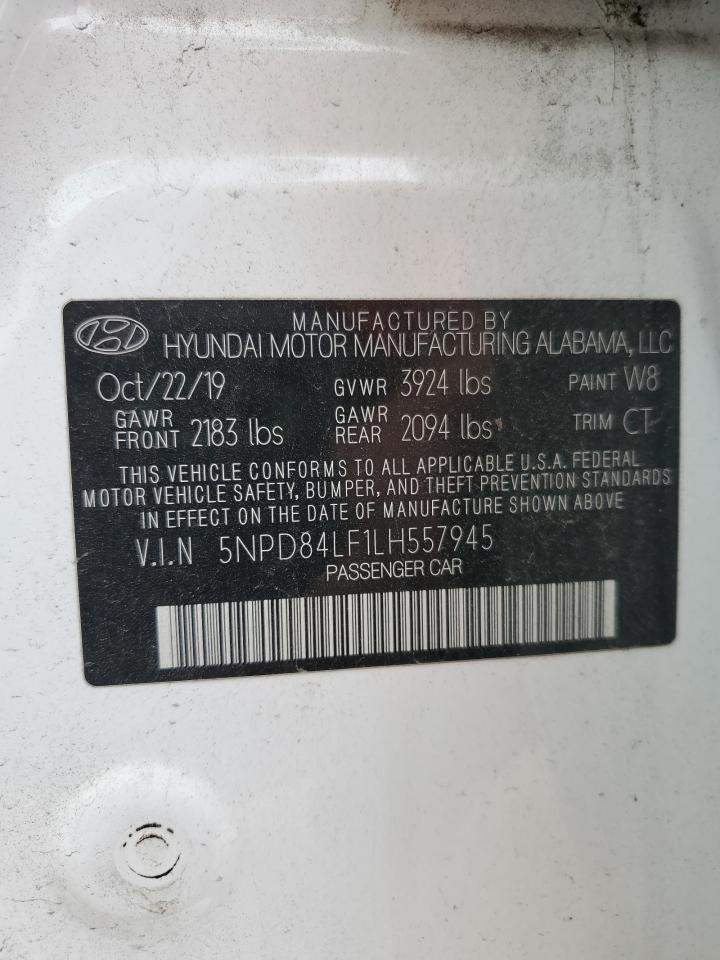 MANUFACTURED BY
HYUNDAI MOTOR MANUFACTURING ALABAMA, LLC
Oct/22/19 GVWR 3924 lbs PAINT W8
GAWR FRONT 2183 lbs GAWR REAR 2094 lbs TRIM CT
THIS VEHICLE CONFORMS TO ALL APPLICABLE U.S.A. FEDERAL
MOTOR VEHICLE SAFETY, BUMPER, AND THEFT PREVENTION STANDARDS
IN EFFECT ON THE DATE OF MANUFACTURE SHOWN ABOVE
V.I.N 5NPD84LF1LH557945
PASSENGER CAR